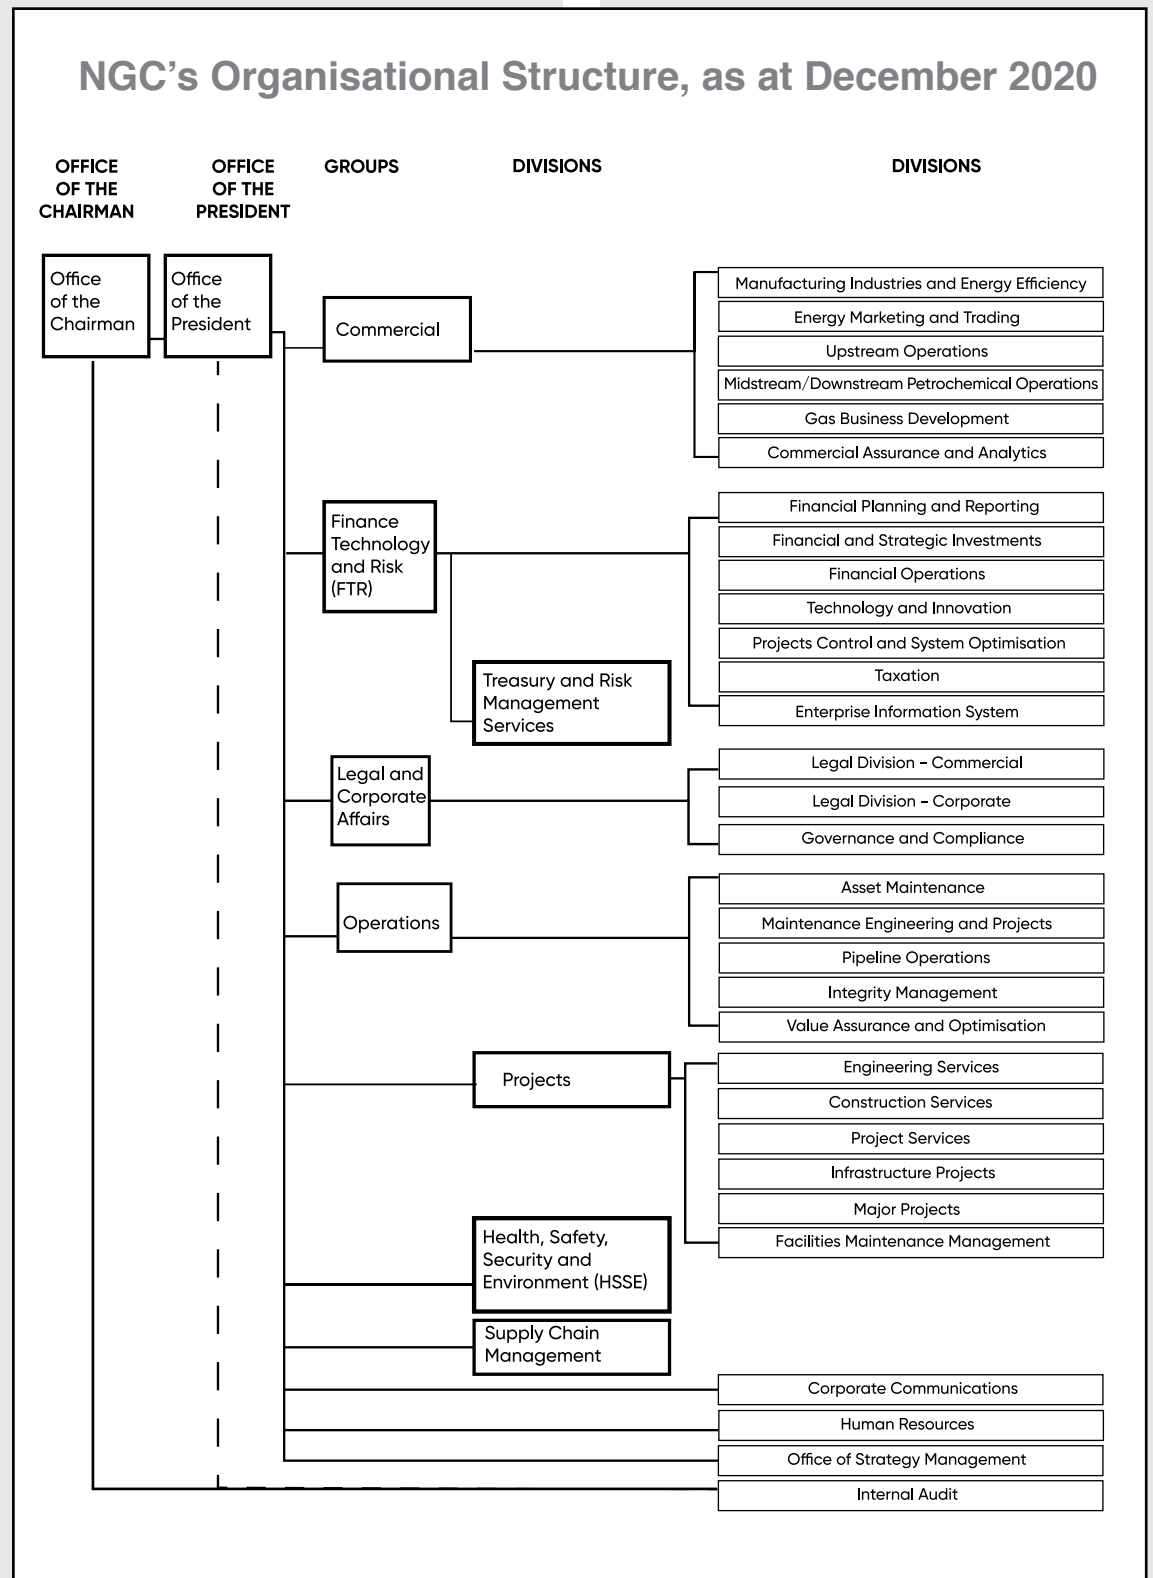 NGC’s Organisational Structure, as at December 2020
OFFICE
OF THE
CHAIRMAN
OFFICE
OF THE
PRESIDENT
GROUPS
DIVISIONS
DIVISIONS
Office
of the
Chairman
Office
of the
President
Commercial
Manufacturing Industries and Energy Efficiency
Energy Marketing and Trading
Upstream Operations
Midstream/Downstream Petrochemical Operations
Gas Business Development
Commercial Assurance and Analytics
Finance
Technology
and Risk
(FTR)
Financial Planning and Reporting
Financial and Strategic Investments
Financial Operations
Technology and Innovation
Projects Control and System Optimisation
Taxation
Enterprise Information System
Treasury and Risk
Management
Services
Legal and
Corporate
Affairs
Legal Division – Commercial
Legal Division – Corporate
Governance and Compliance
Operations
Asset Maintenance
Maintenance Engineering and Projects
Pipeline Operations
Integrity Management
Value Assurance and Optimisation
Projects
Engineering Services
Construction Services
Project Services
Infrastructure Projects
Major Projects
Facilities Maintenance Management
Health, Safety,
Security and
Environment (HSSE)
Supply Chain
Management
Corporate Communications
Human Resources
Office of Strategy Management
Internal Audit